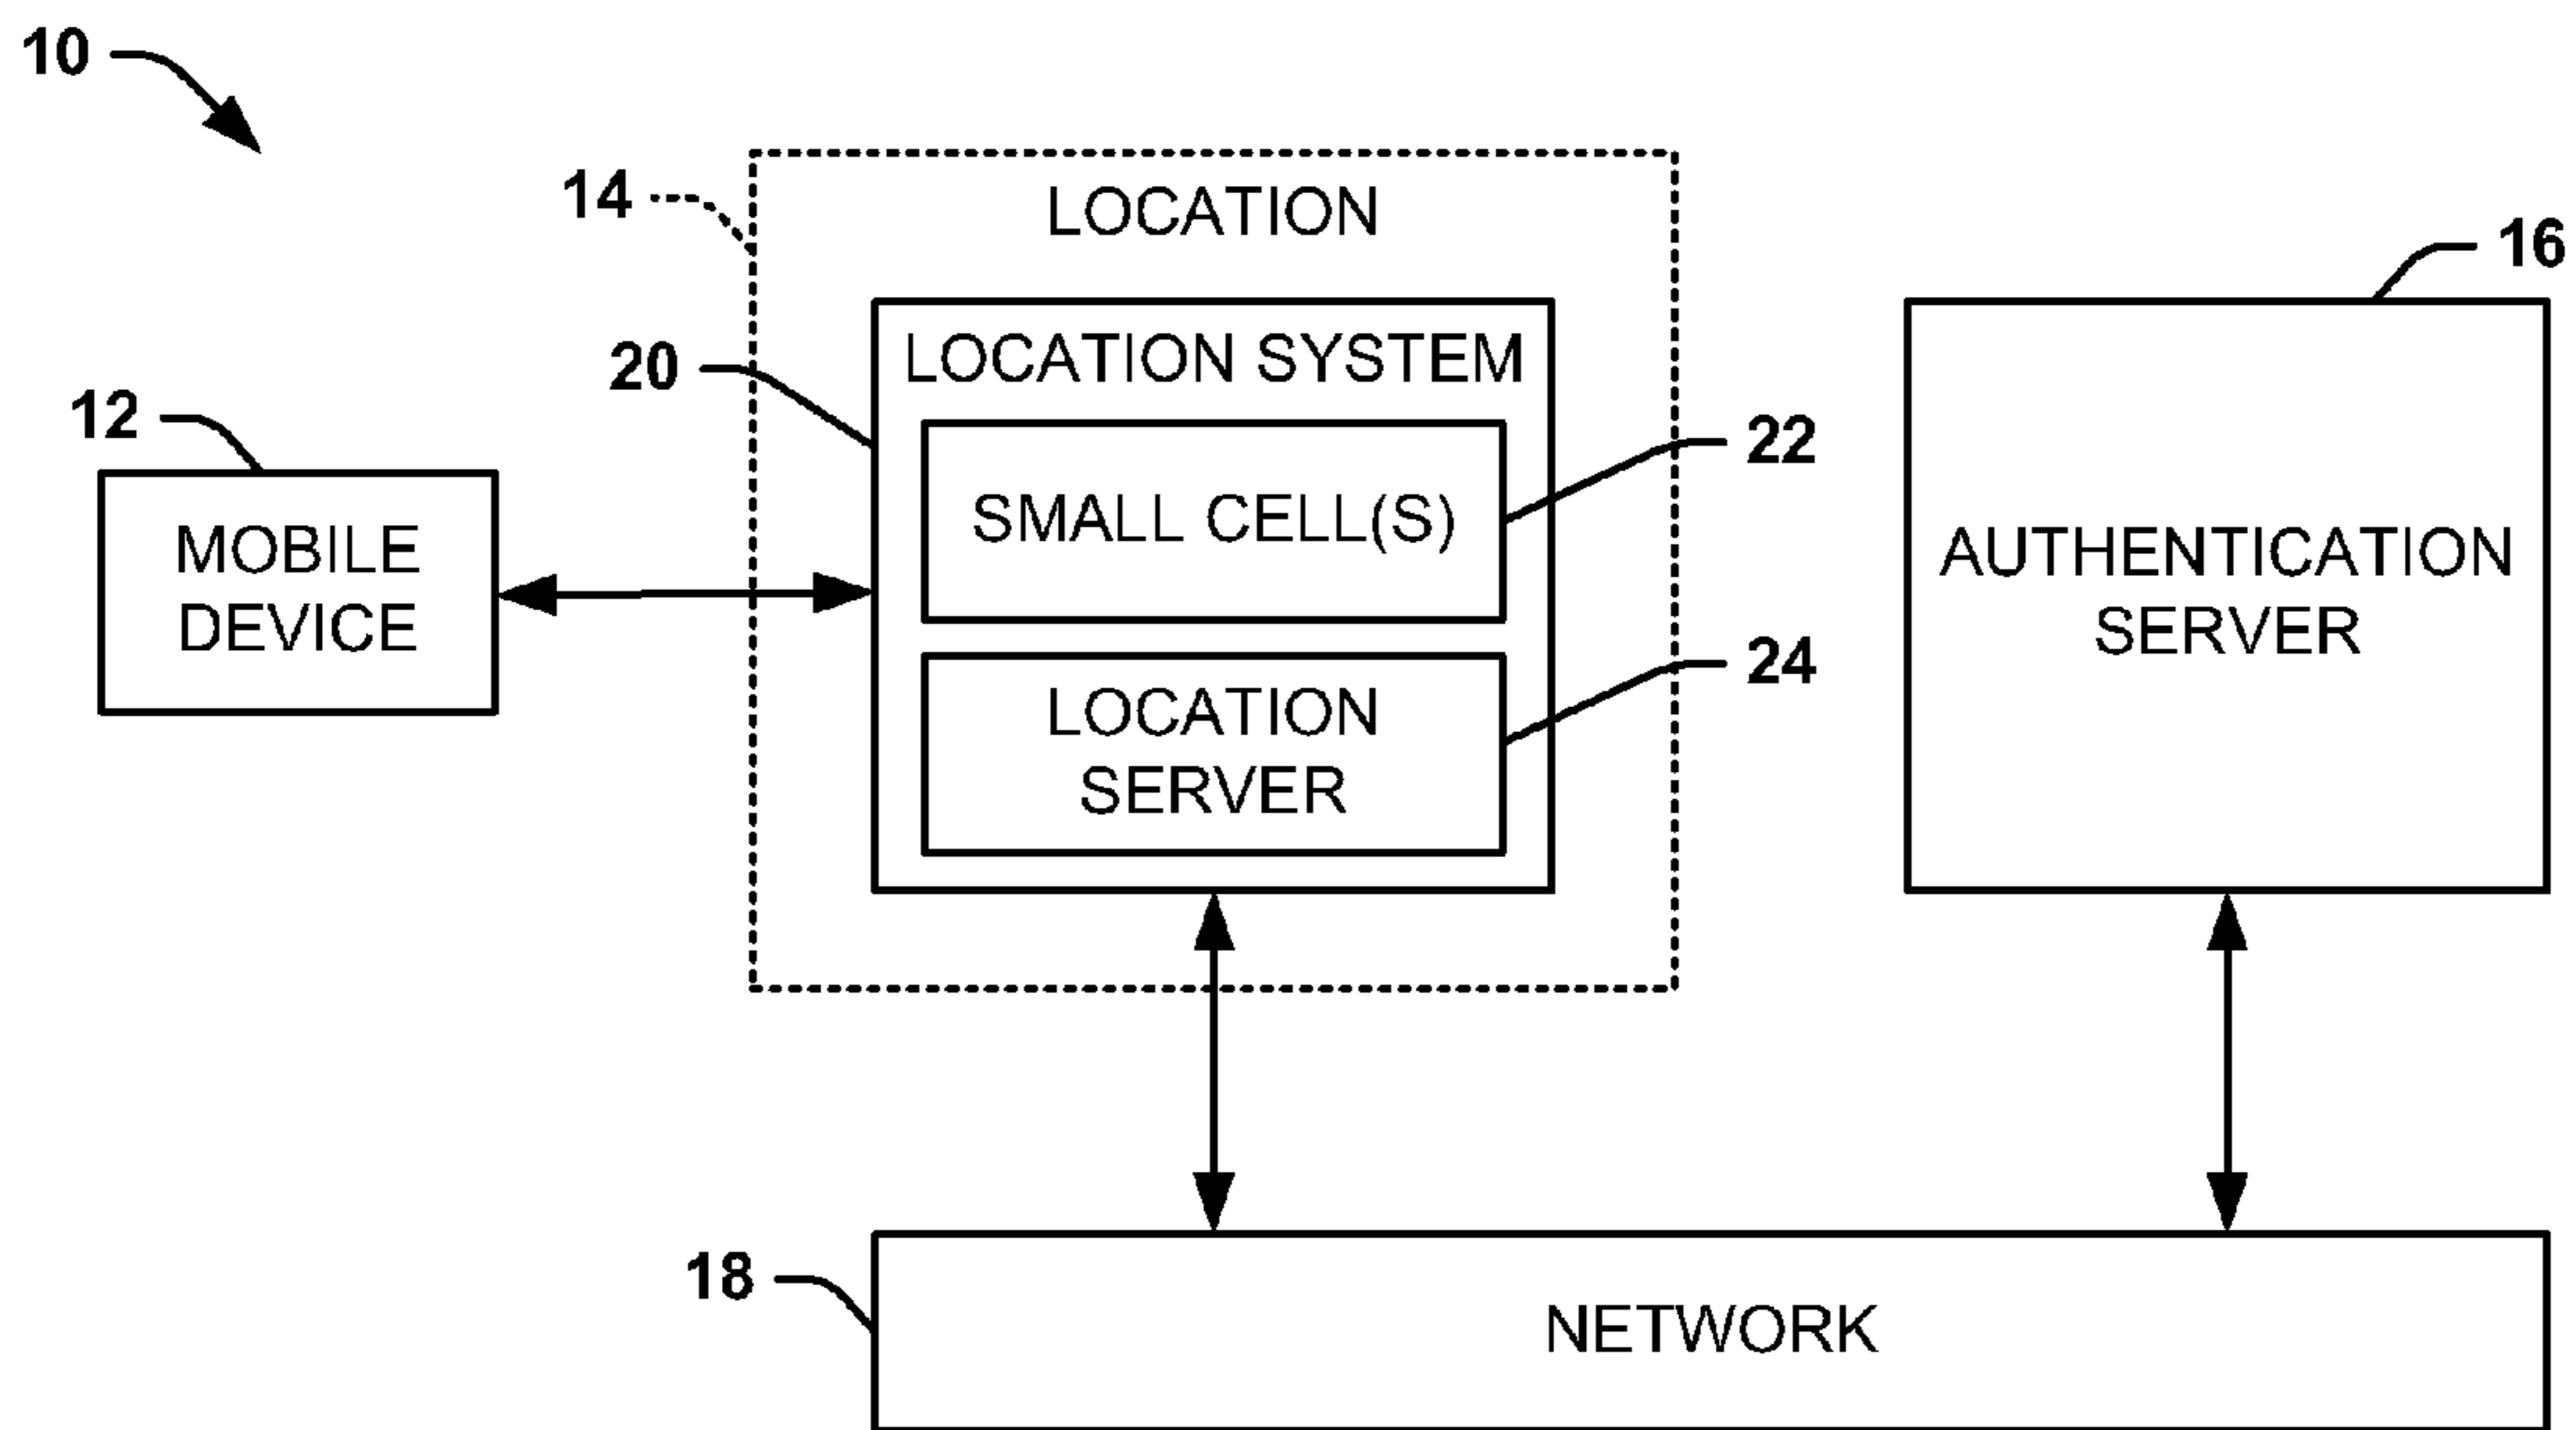 10
14
LOCATION
16
20
LOCATION SYSTEM
12
22
SMALL CELL(S)
MOBILE
DEVICE
AUTHENTICATION
SERVER
24
LOCATION
SERVER
18
NETWORK